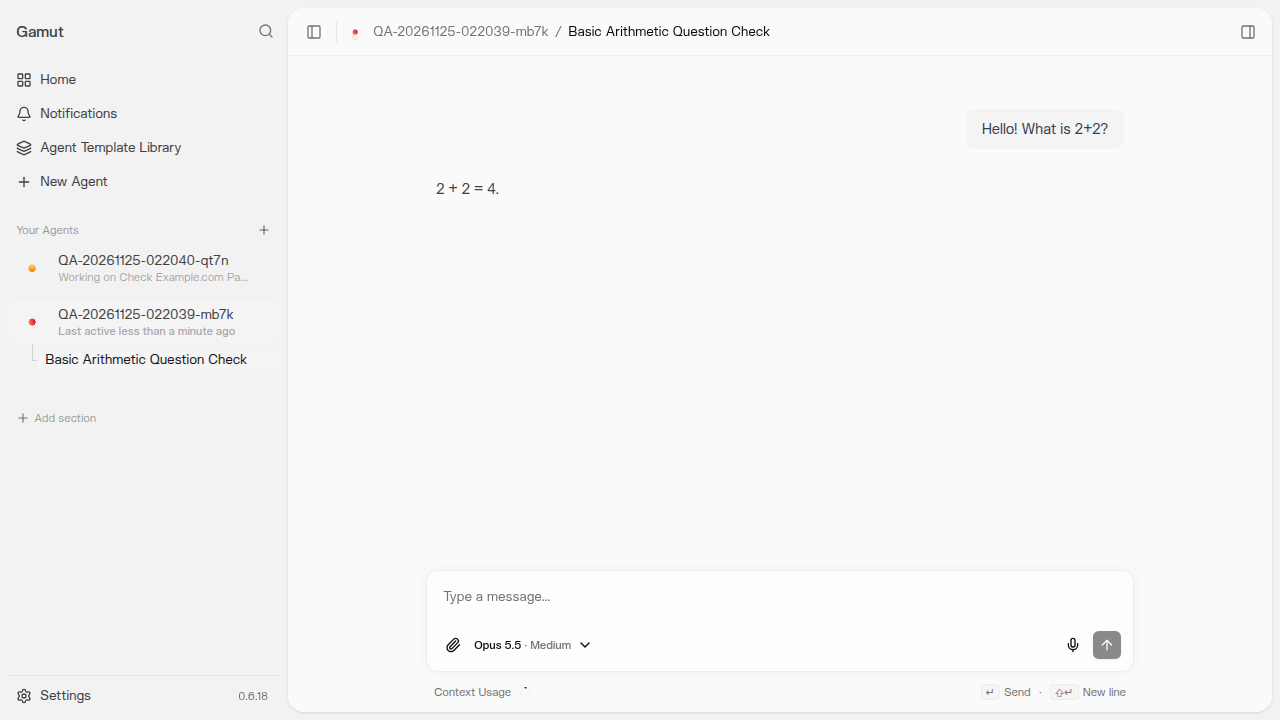 Gamut
Home
Notifications
Agent Template Library
New Agent
Your Agents
QA-20261125-022040-qt7n
Working on Check Example.com Pa...
QA-20261125-022039-mb7k
Last active less than a minute ago
Basic Arithmetic Question Check
Add section
Settings
0.6.18
QA-20261125-022039-mb7k / Basic Arithmetic Question Check
Hello! What is 2+2?
2 + 2 = 4.
Type a message...
Opus 5.5 · Medium
Context Usage
Send · New line